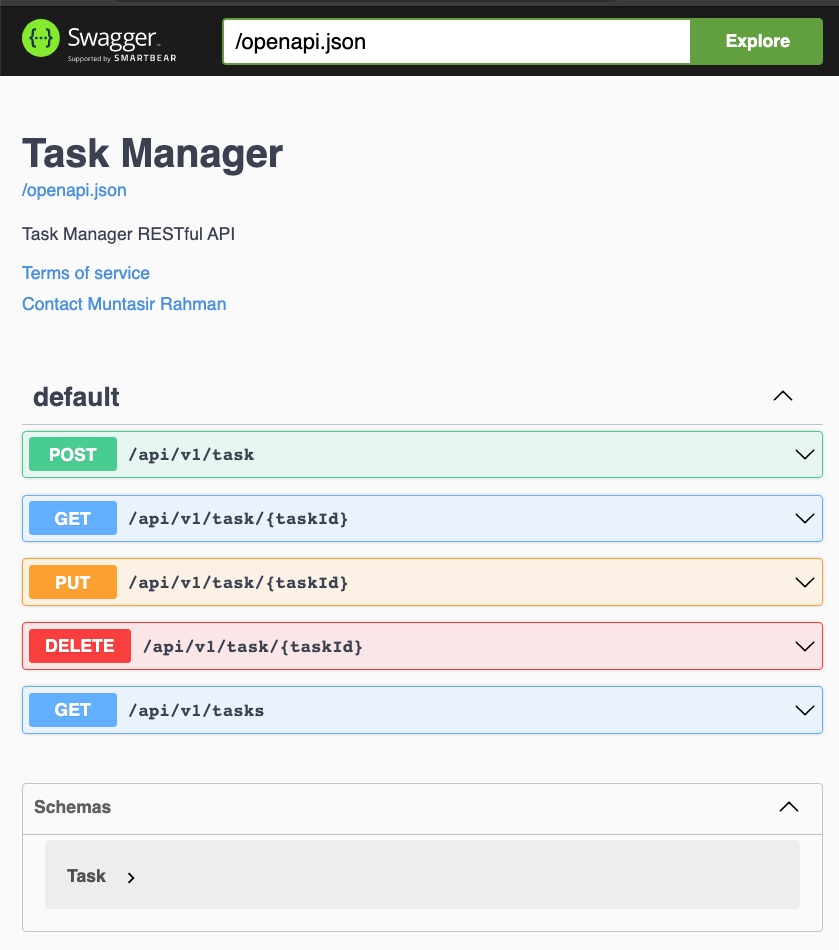 Swagger
Supported by SMARTBEAR
/openapi.json
Explore
Task Manager
/openapi.json
Task Manager RESTful API
Terms of service
Contact Muntasir Rahman
default
POST /api/v1/task
GET /api/v1/task/{taskId}
PUT /api/v1/task/{taskId}
DELETE /api/v1/task/{taskId}
GET /api/v1/tasks
Schemas
Task